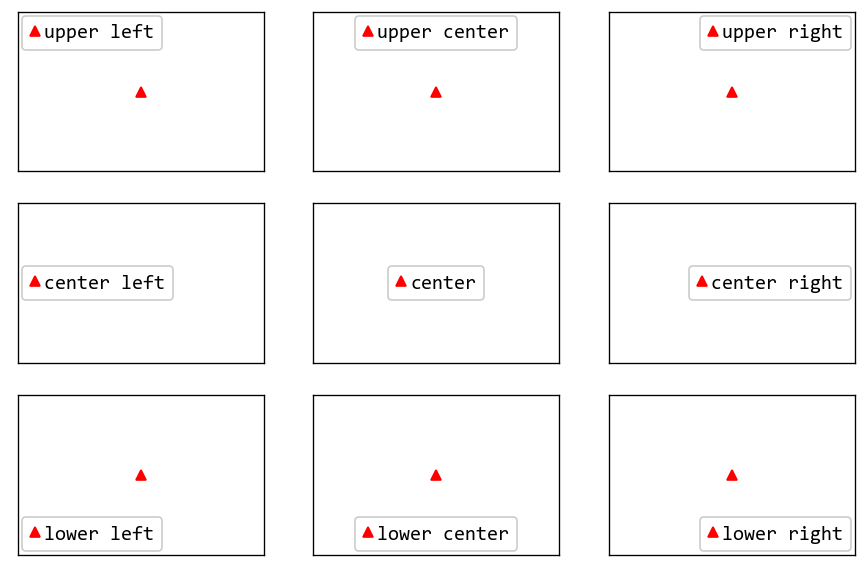 upper left
upper center
upper right
center left
center
center right
lower left
lower center
lower right